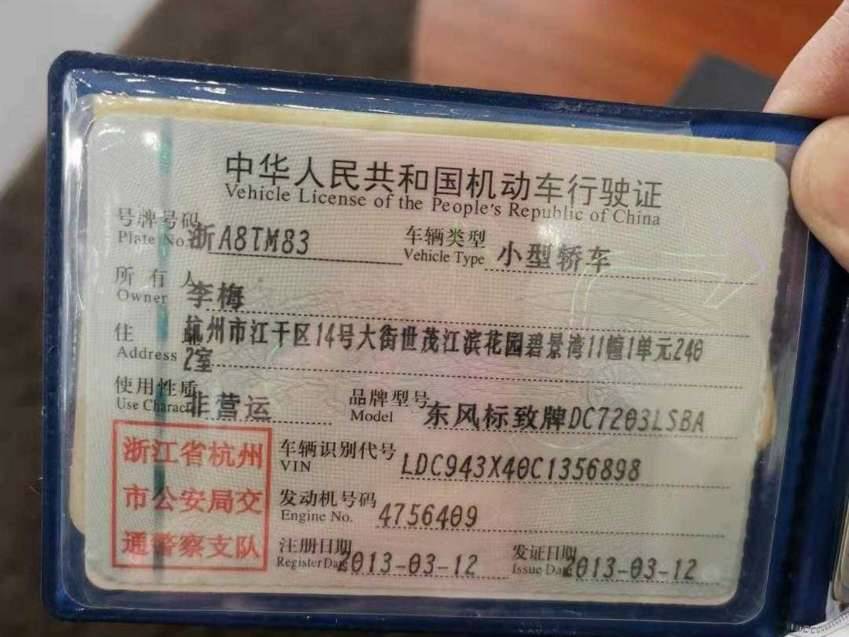 中华人民共和国机动车行驶证
Vehicle License of the People's Republic of China
号牌号码 浙A8TM83 车辆类型 小型轿车
Plate No. Vehicle Type
所有人 李梅
Owner
住 杭州市江干区14号大街世茂江滨花园碧景湾11幢1单元240
Address 2室
使用性质 非营运 品牌型号 东风标致牌DC7203LSBA
Use Charact Model
浙江省杭州
市公安局交
通警察支队
车辆识别代号 LDC943X40C1356898
VIN
发动机号码 4756409
Engine No.
注册日期 2013-03-12 发证日期 2013-03-12
Register Date Issue Da